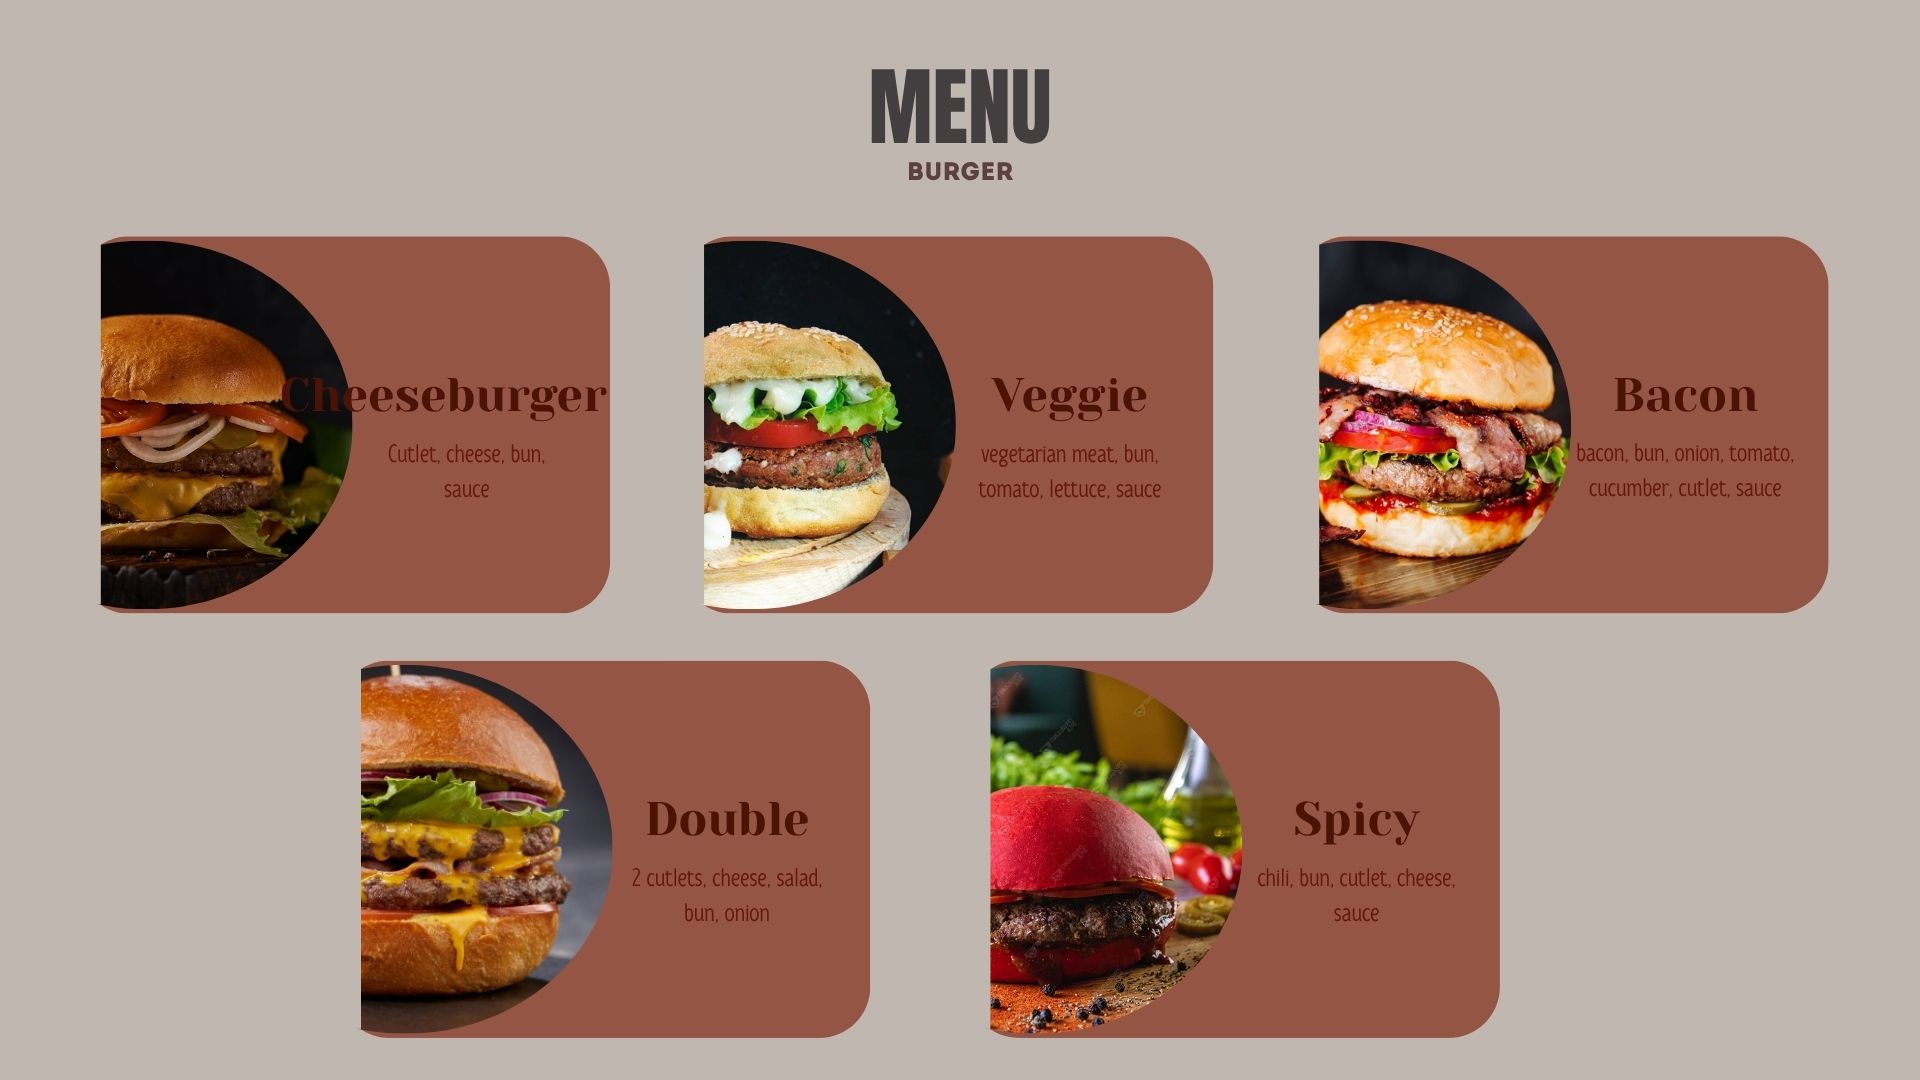 MENU
BURGER
Cheeseburger
Cutlet, cheese, bun,
sauce
Veggie
vegetarian meat, bun,
tomato, lettuce, sauce
Bacon
bacon, bun, onion, tomato,
cucumber, cutlet, sauce
Double
2 cutlets, cheese, salad,
bun, onion
Spicy
chili, bun, cutlet, cheese,
sauce